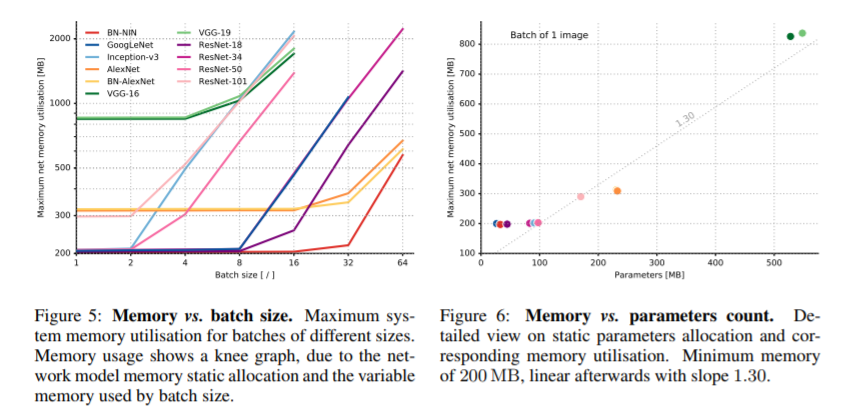 Maximum net memory utilisation [MB]
2000
1000
500
300
200
BN-NIN
GoogLeNet
Inception-v3
AlexNet
BN-AlexNet
VGG-16
VGG-19
ResNet-18
ResNet-34
ResNet-50
ResNet-101
1 2 4 8 16 32 64
Batch size [ / ]
Maximum net memory utilisation [MB]
800
700
600
500
400
300
200
100
Batch of 1 image
1.30
0 100 200 300 400 500
Parameters [MB]
Figure 5: Memory vs. batch size. Maximum sys-
tem memory utilisation for batches of different sizes.
Memory usage shows a knee graph, due to the net-
work model memory static allocation and the variable
memory used by batch size.
Figure 6: Memory vs. parameters count. De-
tailed view on static parameters allocation and cor-
responding memory utilisation. Minimum memory
of 200 MB, linear afterwards with slope 1.30.